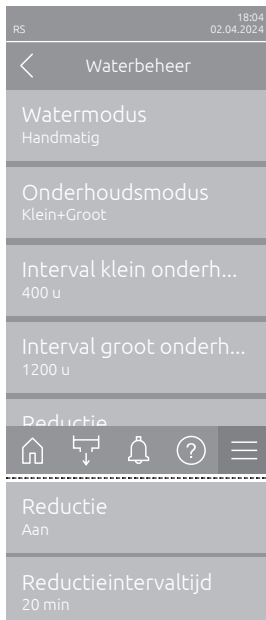 18:04
RS 02.04.2024
Waterbeheer
Watermodus
Handmatig
Onderhoudsmodus
Klein+Groot
Interval klein onderh...
400 u
Interval groot onderh...
1200 u
Reductie
?
Reductie
Aan
Reductieintervaltijd
20 min